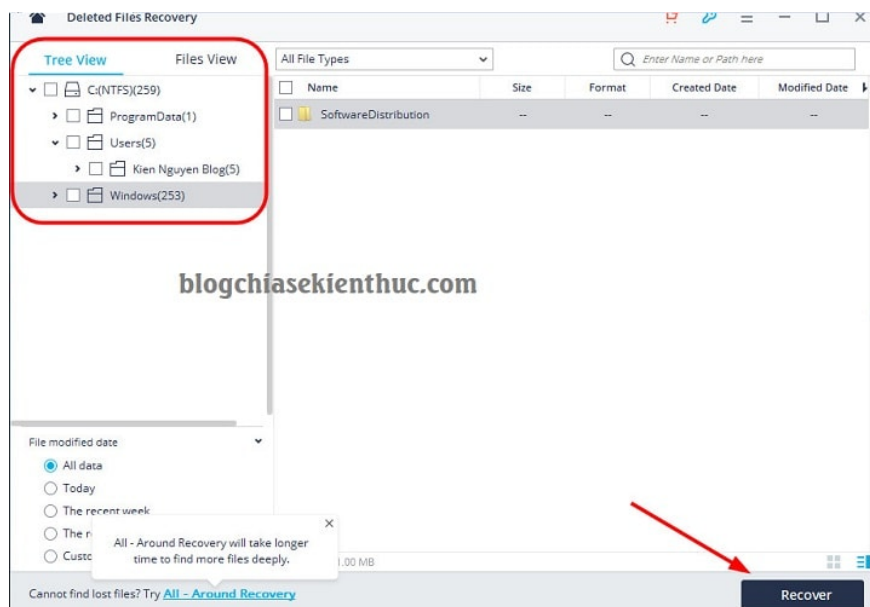 Deleted Files Recovery
Tree View Files View
C:(NTFS)(259)
ProgramData(1)
Users(5)
Kien Nguyen Blog(5)
Windows(253)
All File Types
Enter Name or Path here
Name Size Format Created Date Modified Date
SoftwareDistribution -- -- -- --
blogchiasekienthuc.com
File modified date
All data
Today
The recent week
The r
Custo
All - Around Recovery will take longer
time to find more files deeply.
1.00 MB
Cannot find lost files? Try All - Around Recovery
Recover